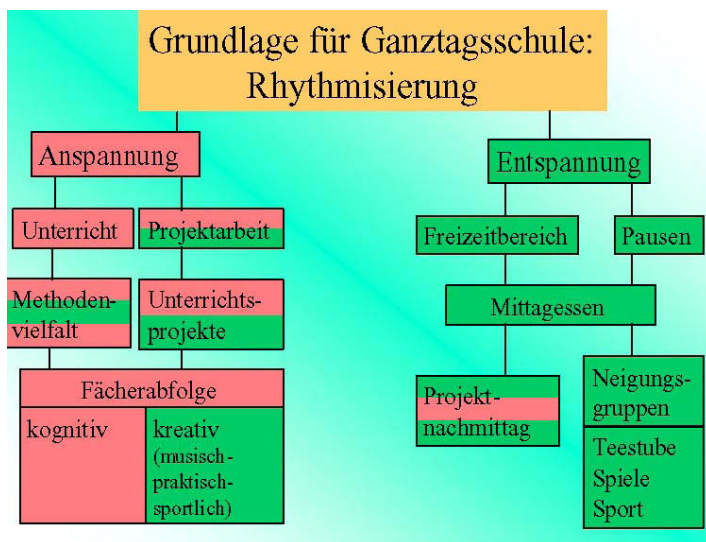 Grundlage für Ganztagsschule:
Rhythmisierung
Anspannung
Entspannung
Unterricht
Projektarbeit
Freizeitbereich
Pausen
Methoden-
vielfalt
Unterrichts-
projekte
Mittagessen
Fächerabfolge
kognitiv
kreativ
(musisch-
praktisch-
sportlich)
Projekt-
nachmittag
Neigungs-
gruppen
Teestube
Spiele
Sport